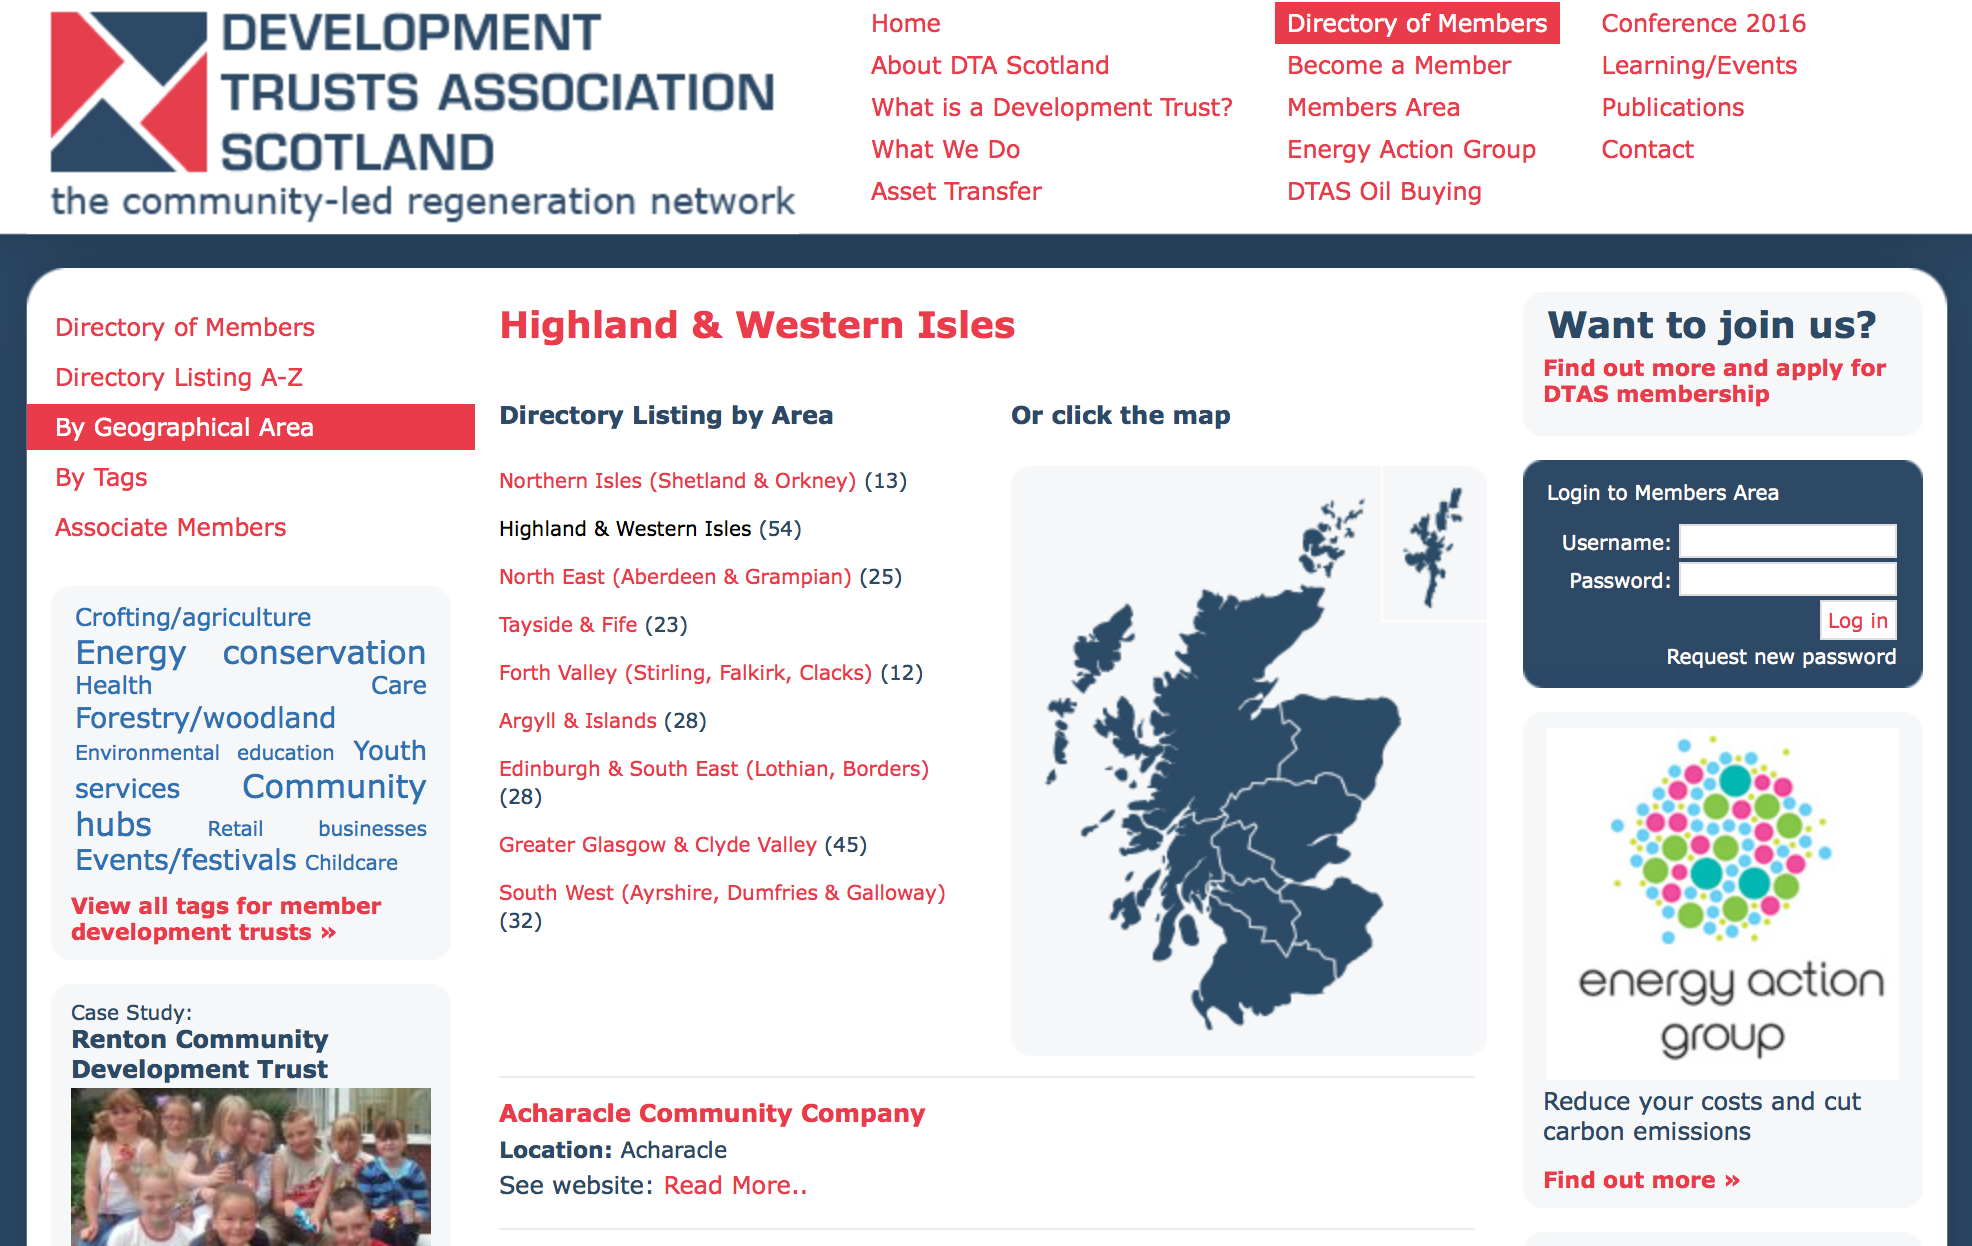 DEVELOPMENT
TRUSTS ASSOCIATION
SCOTLAND
the community-led regeneration network
Home
About DTA Scotland
What is a Development Trust?
What We Do
Asset Transfer
Directory of Members
Become a Member
Members Area
Energy Action Group
DTAS Oil Buying
Conference 2016
Learning/Events
Publications
Contact
Directory of Members
Directory Listing A-Z
By Geographical Area
By Tags
Associate Members
Crofting/agriculture
Energy conservation
Health Care
Forestry/woodland
Environmental education Youth
services Community
hubs Retail businesses
Events/festivals Childcare
View all tags for member
development trusts »
Case Study:
Renton Community
Development Trust
Highland & Western Isles
Directory Listing by Area
Northern Isles (Shetland & Orkney) (13)
Highland & Western Isles (54)
North East (Aberdeen & Grampian) (25)
Tayside & Fife (23)
Forth Valley (Stirling, Falkirk, Clacks) (12)
Argyll & Islands (28)
Edinburgh & South East (Lothian, Borders)
(28)
Greater Glasgow & Clyde Valley (45)
South West (Ayrshire, Dumfries & Galloway)
(32)
Or click the map
Acharacle Community Company
Location: Acharacle
See website: Read More..
Want to join us?
Find out more and apply for
DTAS membership
Login to Members Area
Username:
Password:
Log in
Request new password
energy action
group
Reduce your costs and cut
carbon emissions
Find out more »